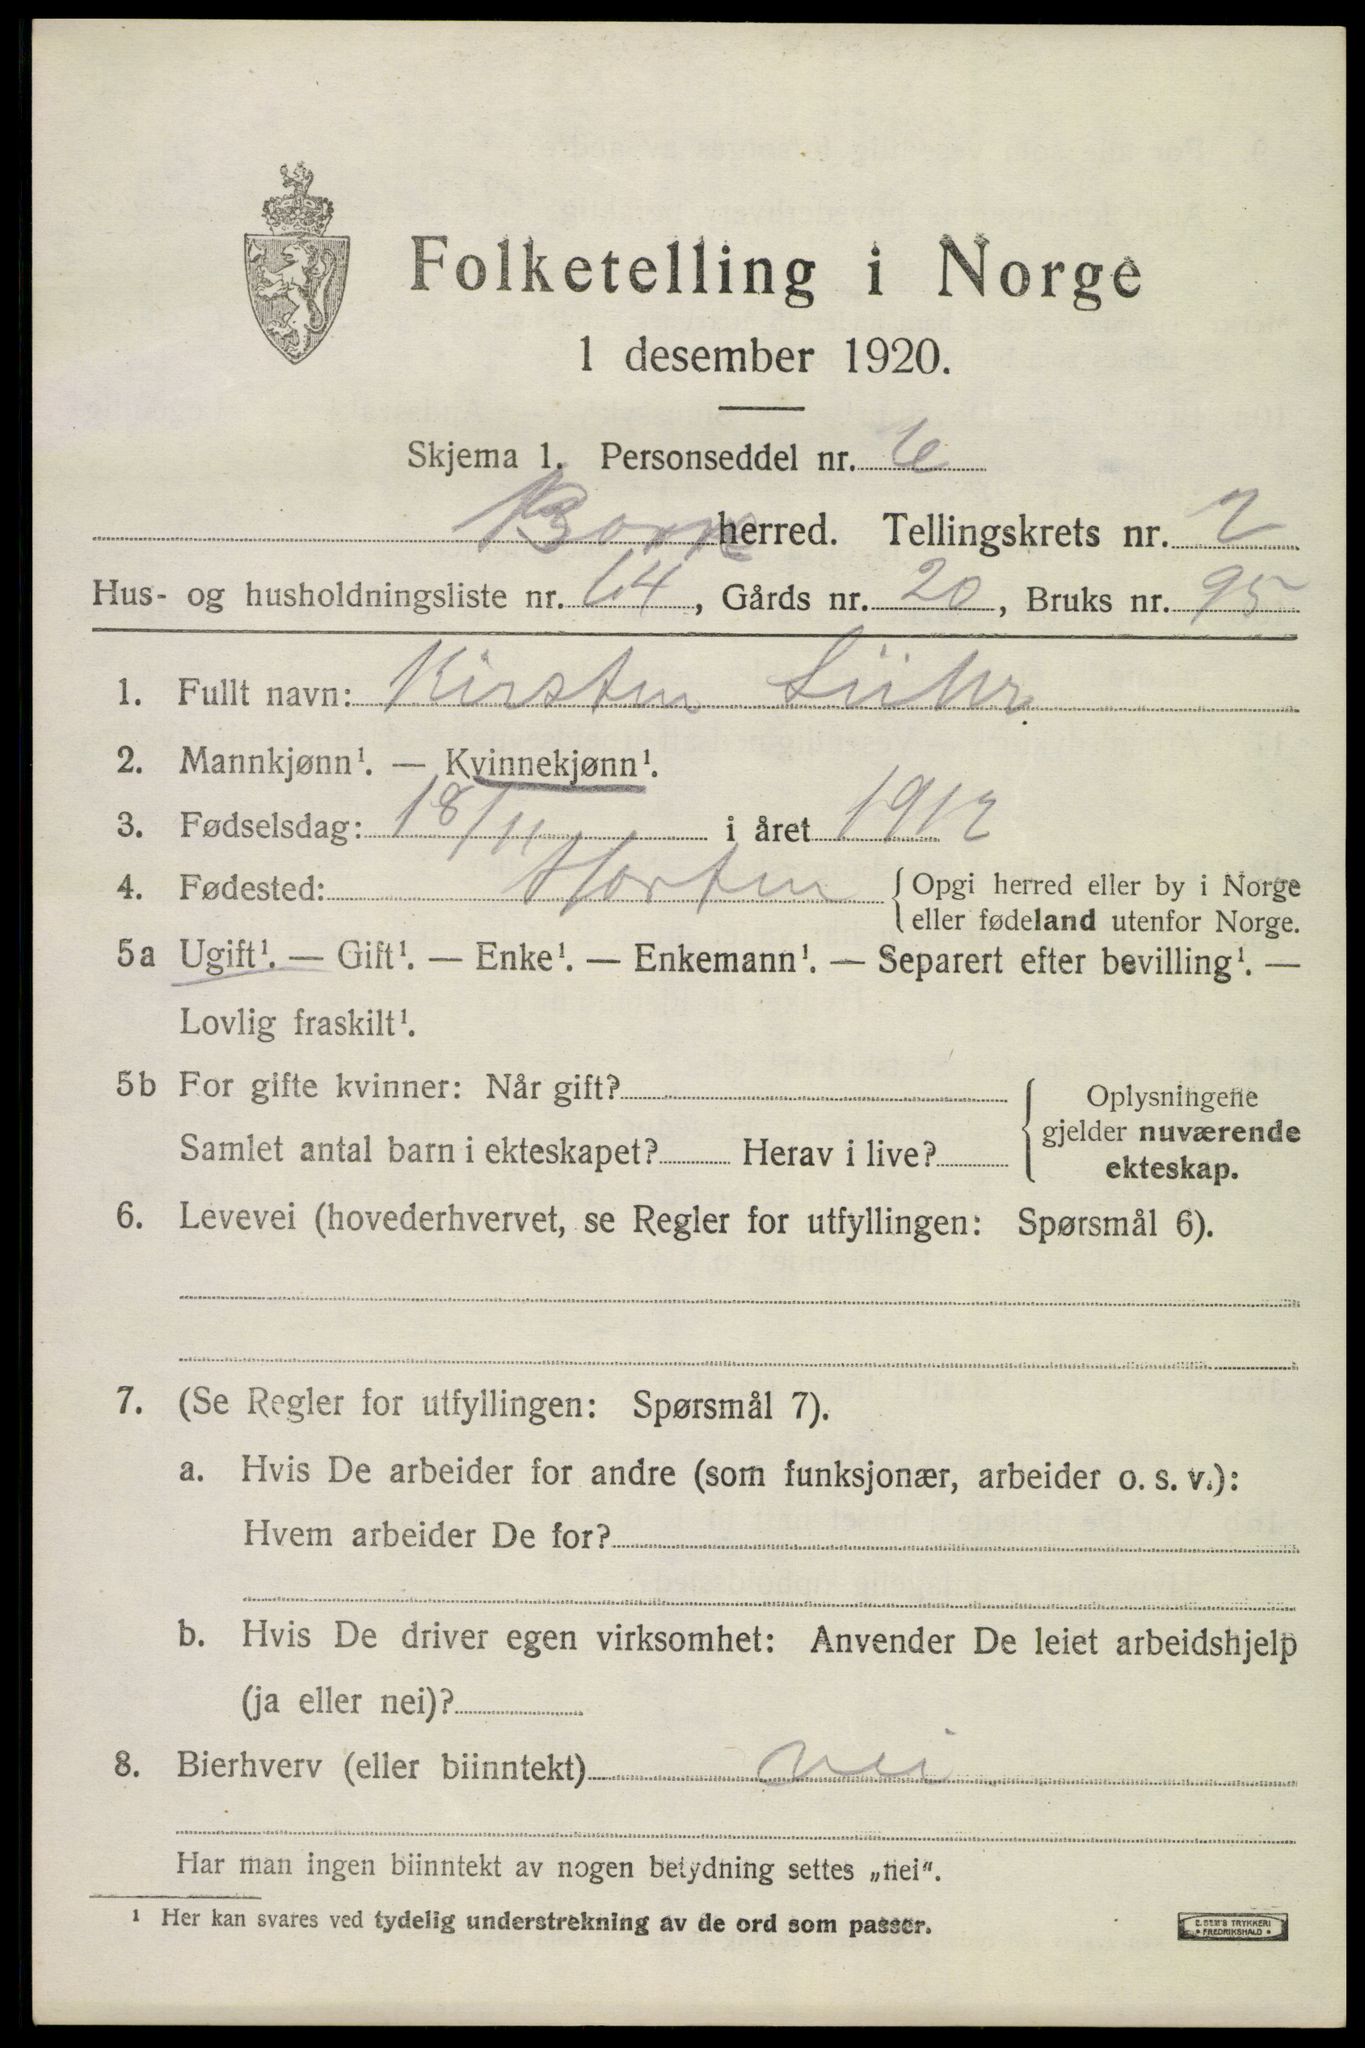 Folketelling i Norge
1 desember 1920.
Skjema 1. Personseddel nr. 6
Borre herred. Tellingskrets nr. 2
Hus- og husholdningsliste nr. 64, Gårds nr. 20, Bruks nr. 95
1. Fullt navn: Kirsten Lühr
2. Mannkjønn¹. — Kvinnekjønn¹.
3. Fødselsdag: 18/11 i året 1912
4. Fødested: Horten { Opgi herred eller by i Norge
eller fødeland utenfor Norge.
5a Ugift¹. — Gift¹. — Enke¹. — Enkemann¹. — Separert efter bevilling¹. —
Lovlig fraskilt¹.
5b For gifte kvinner: Når gift?
Samlet antal barn i ekteskapet? Herav i live?
Oplysningene
gjelder nuværende
ekteskap.
6. Levevei (hovederhvervet, se Regler for utfyllingen: Spørsmål 6).
7. (Se Regler for utfyllingen: Spørsmål 7).
a. Hvis De arbeider for andre (som funksjonær, arbeider o. s. v.):
Hvem arbeider De for?
b. Hvis De driver egen virksomhet: Anvender De leiet arbeidshjelp
(ja eller nei)?
8. Bierhverv (eller biinntekt) nei
Har man ingen biinntekt av nogen betydning settes „nei".
¹ Her kan svares ved tydelig understrekning av de ord som passer.
E. SEM'S TRYKKERI
• FREDRIKSHALD •